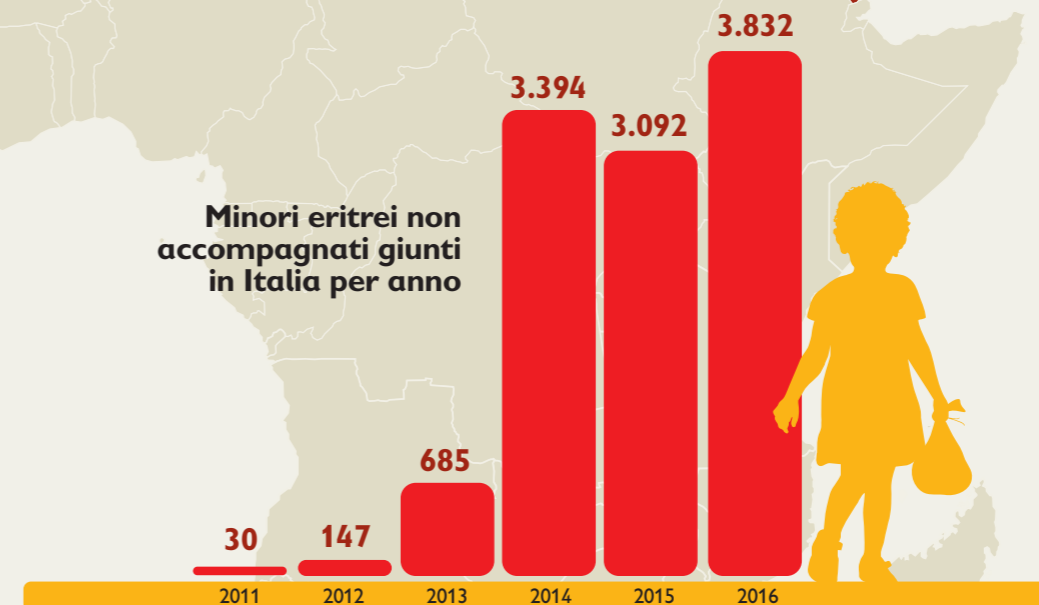 3.832
3.394
3.092
Minori eritrei non
accompagnati giunti
in Italia per anno
685
30
147
2011 2012 2013 2014 2015 2016